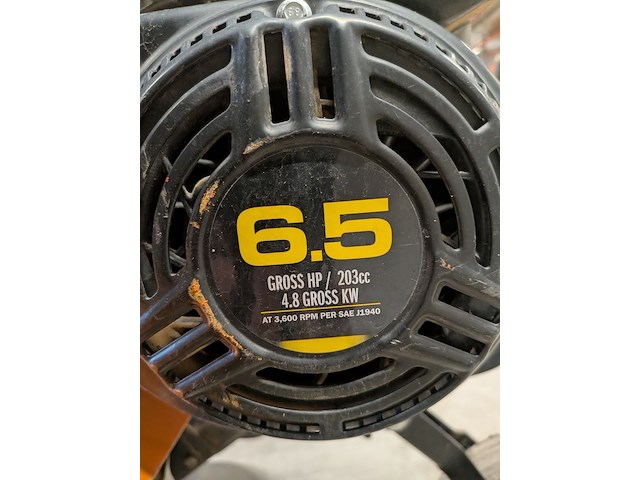 6.5
GROSS HP / 203cc
4.8 GROSS KW
AT 3,600 RPM PER SAE J1940